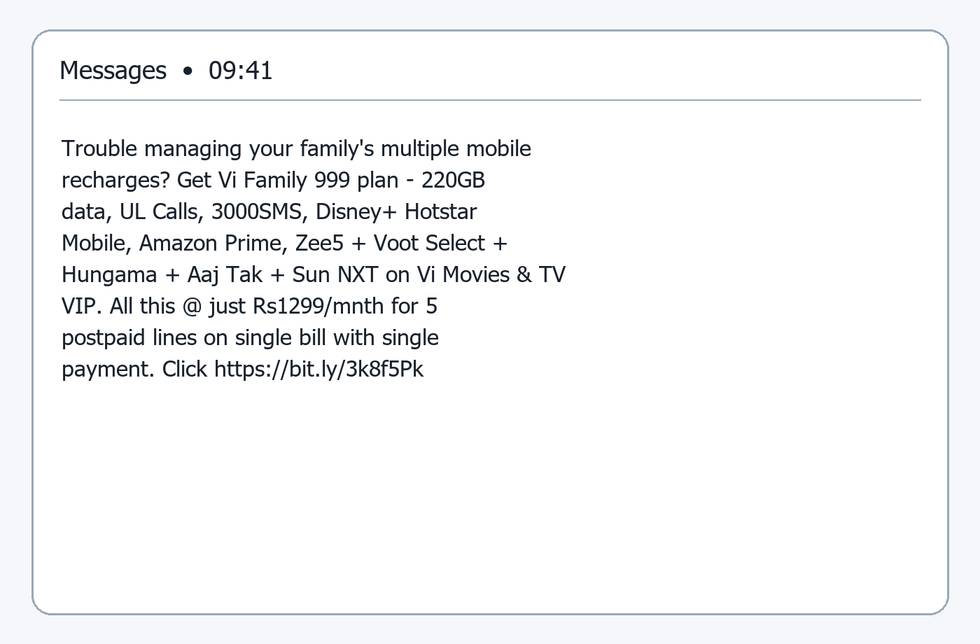 Messages • 09:41
Trouble managing your family's multiple mobile
recharges? Get Vi Family 999 plan - 220GB
data, UL Calls, 3000SMS, Disney+ Hotstar
Mobile, Amazon Prime, Zee5 + Voot Select +
Hungama + Aaj Tak + Sun NXT on Vi Movies & TV
VIP. All this @ just Rs1299/mnth for 5
postpaid lines on single bill with single
payment. Click https://bit.ly/3k8f5Pk